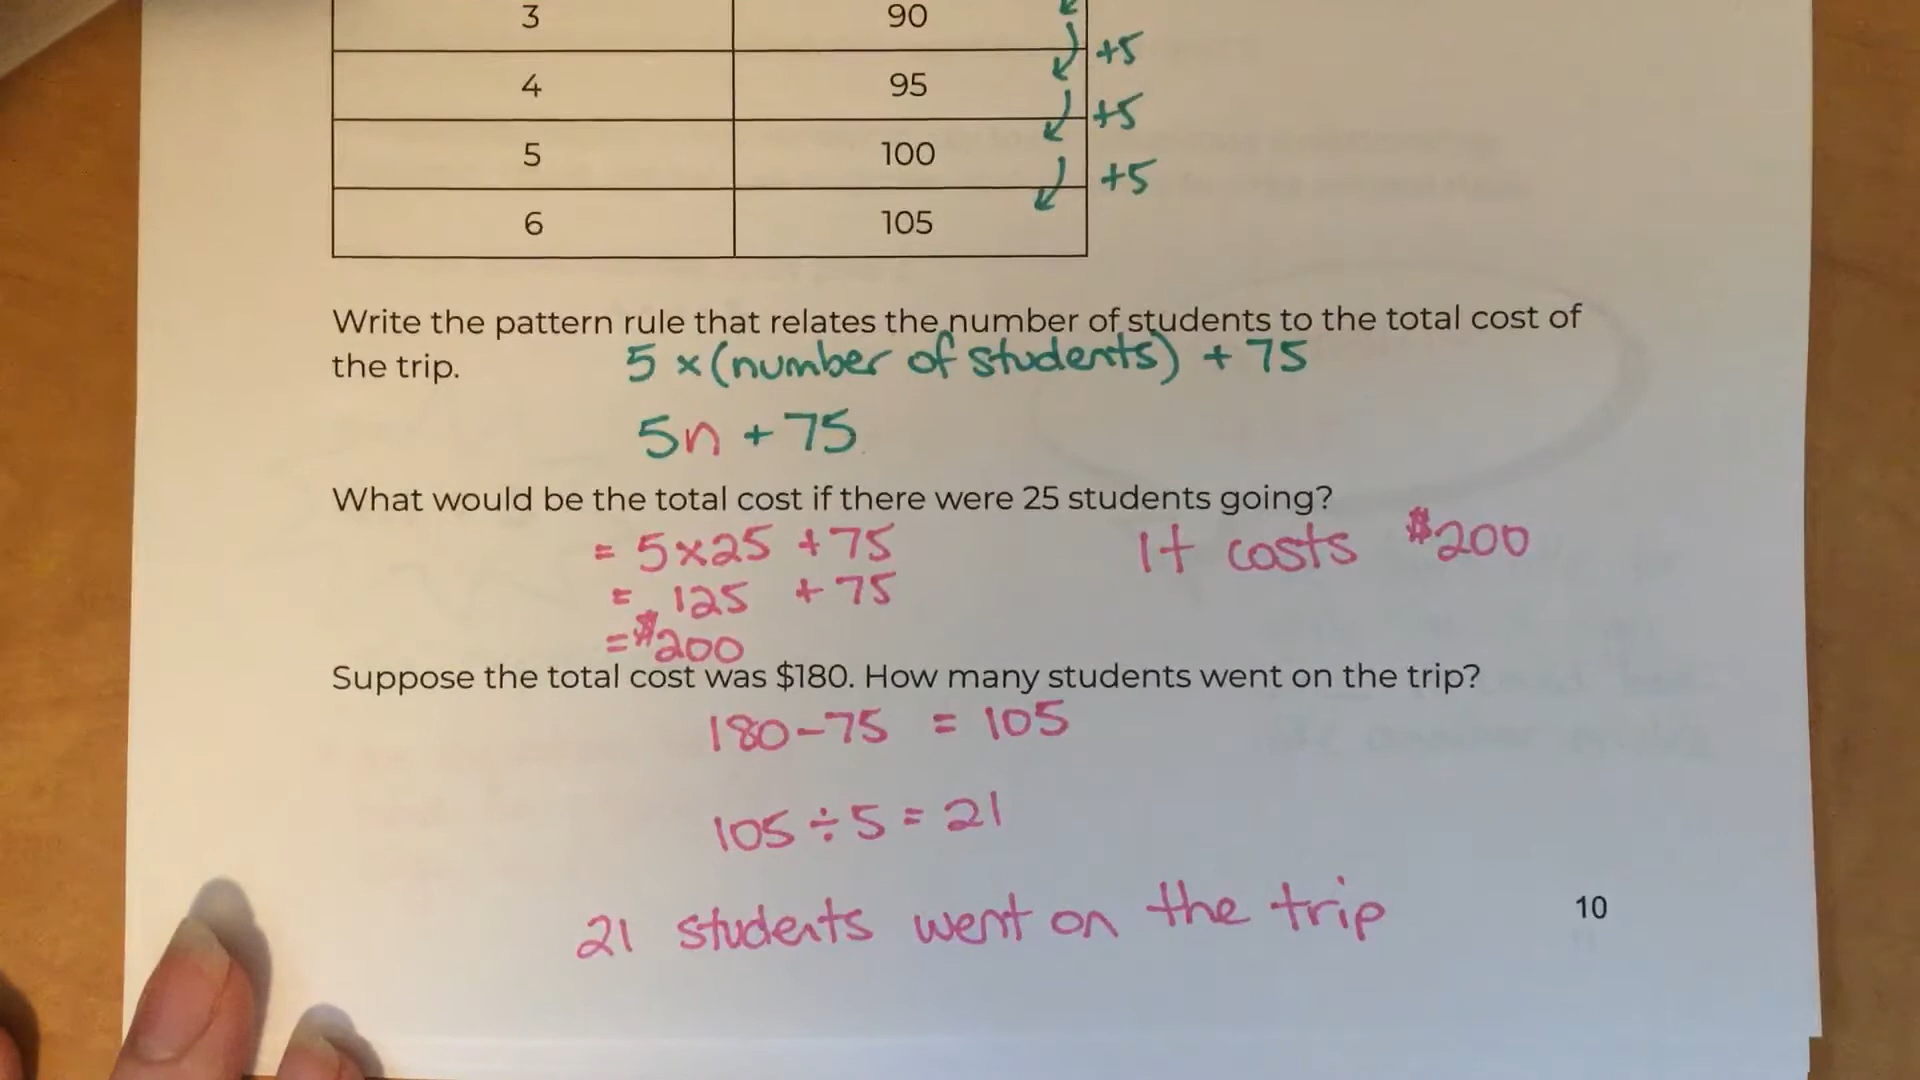 3 90
+5
4 95
+5
5 100
+5
6 105
Write the pattern rule that relates the number of students to the total cost of
the trip. 5 x (number of students) + 75
5n + 75
What would be the total cost if there were 25 students going?
= 5x25 + 75 It costs $200
= 125 + 75
= $200
Suppose the total cost was $180. How many students went on the trip?
180-75 = 105
105 ÷ 5 = 21
21 students went on the trip
10